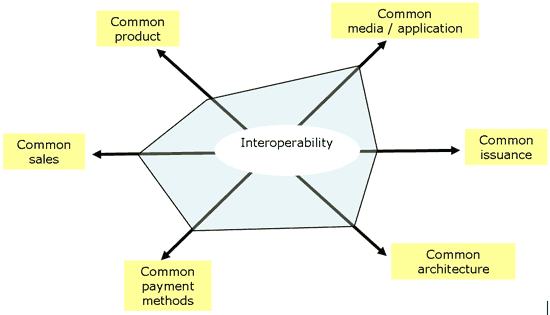 Common
product
Common
media / application
Interoperability
Common
sales
Common
issuance
Common
payment
methods
Common
architecture